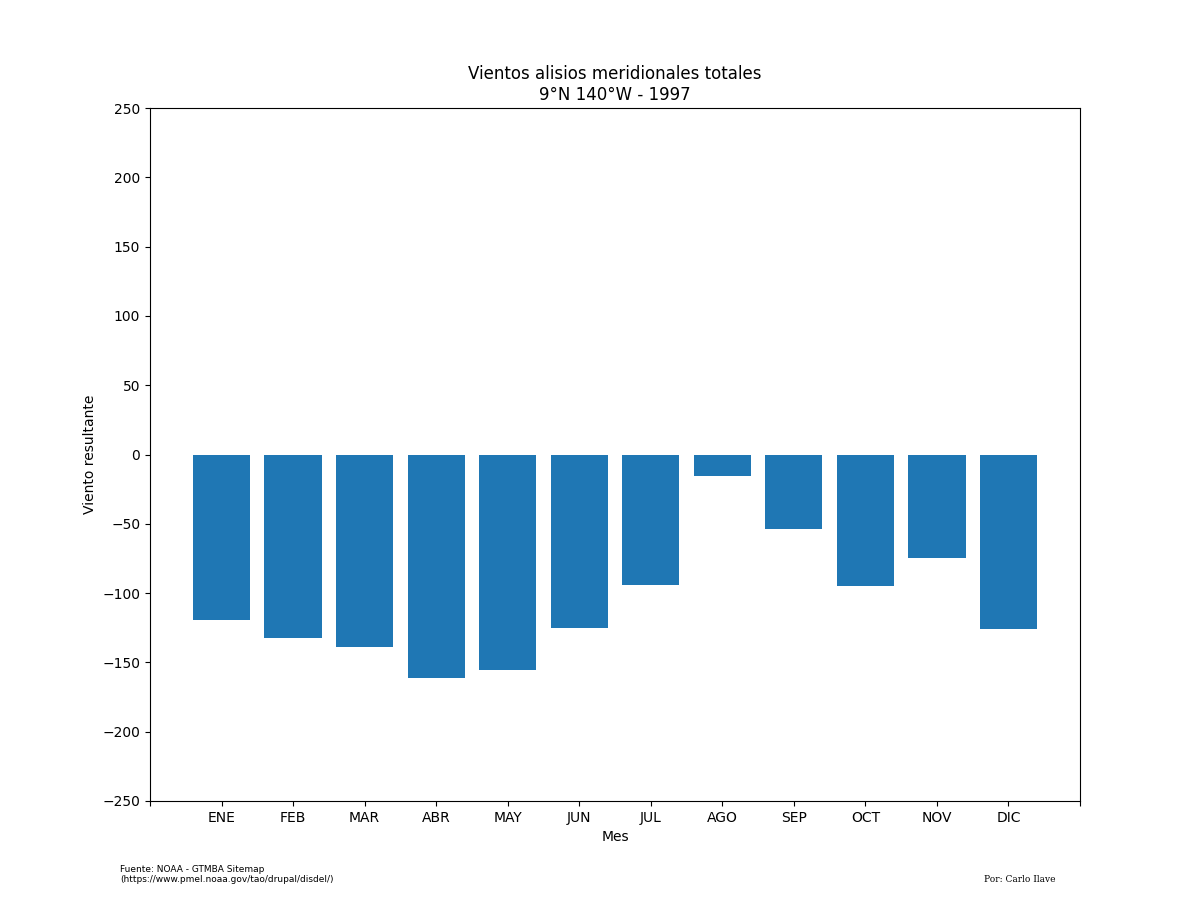 Vientos alisios meridionales totales
9°N 140°W - 1997
250
200
150
100
50
0
−50
−100
−150
−200
−250
Viento resultante
ENE FEB MAR ABR MAY JUN JUL AGO SEP OCT NOV DIC
Mes
Fuente: NOAA - GTMBA Sitemap
(https://www.pmel.noaa.gov/tao/drupal/disdel/)
Por: Carlo Ilave